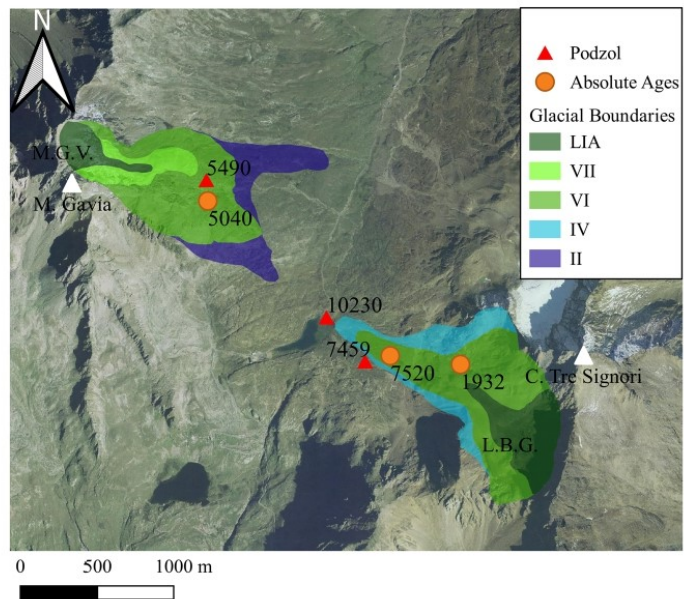 N
Podzol
Absolute Ages
Glacial Boundaries
LIA
VII
VI
IV
II
M.G.V.
M. Gavia
5490
5040
10230
7459
7520
1932
C. Tre Signori
L.B.G.
0 500 1000 m